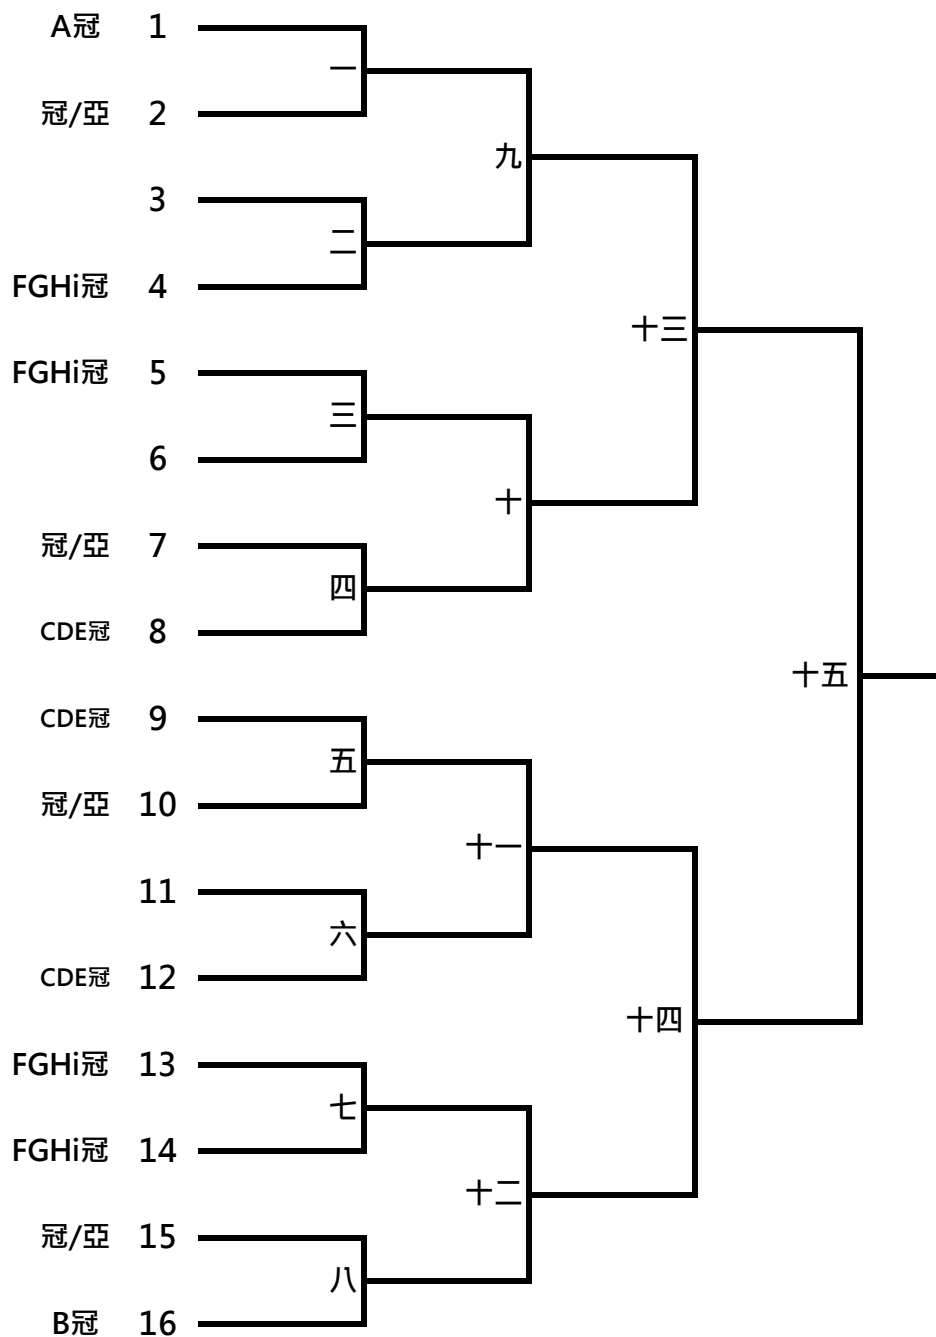 A冠 1
一
冠/亞 2
九
3
二
FGHi冠 4
十三
FGHi冠 5
三
6
十
冠/亞 7
四
CDE冠 8
十五
CDE冠 9
五
冠/亞 10
十一
11
六
CDE冠 12
十四
FGHi冠 13
七
FGHi冠 14
十二
冠/亞 15
八
B冠 16